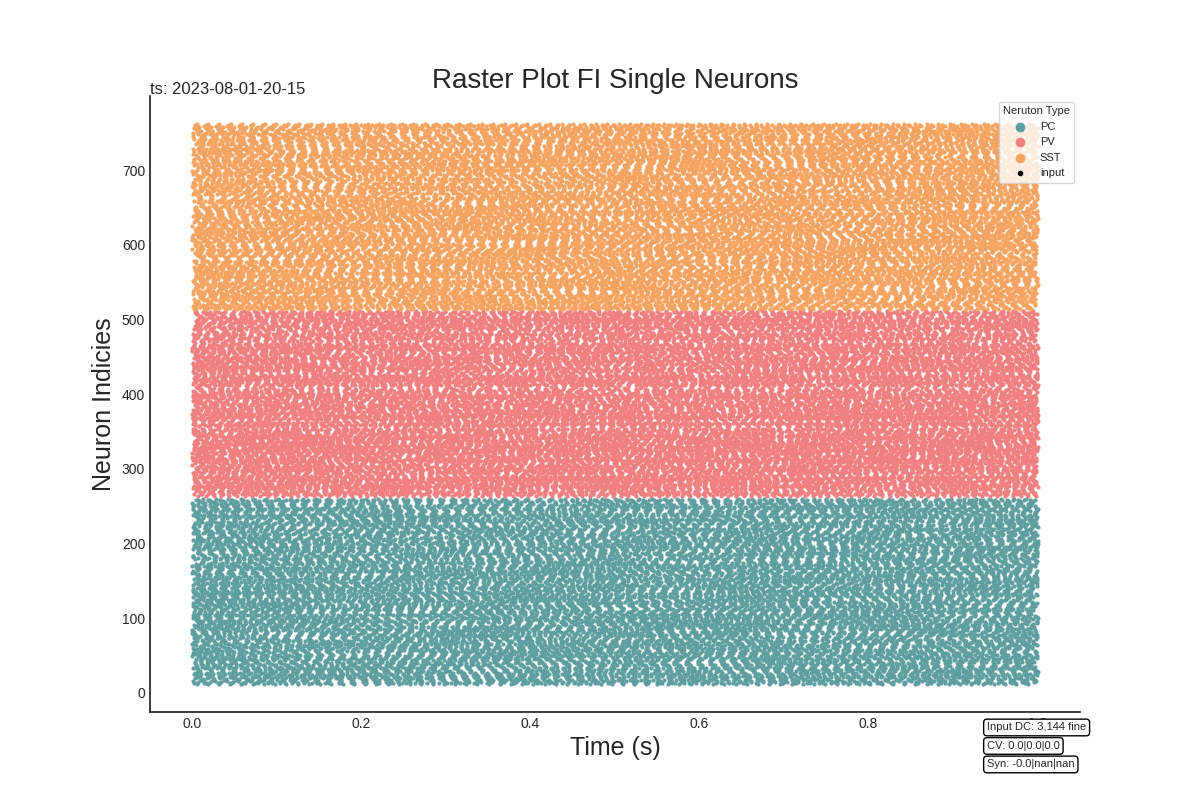 Raster Plot FI Single Neurons
ts: 2023-08-01-20-15
Neruton Type
PC
PV
SST
input
Neuron Indicies
700
600
500
400
300
200
100
0
0.0 0.2 0.4 0.6 0.8
Time (s)
Input DC: 3,144 fine
CV: 0.0|0.0|0.0
Syn: -0.0|nan|nan